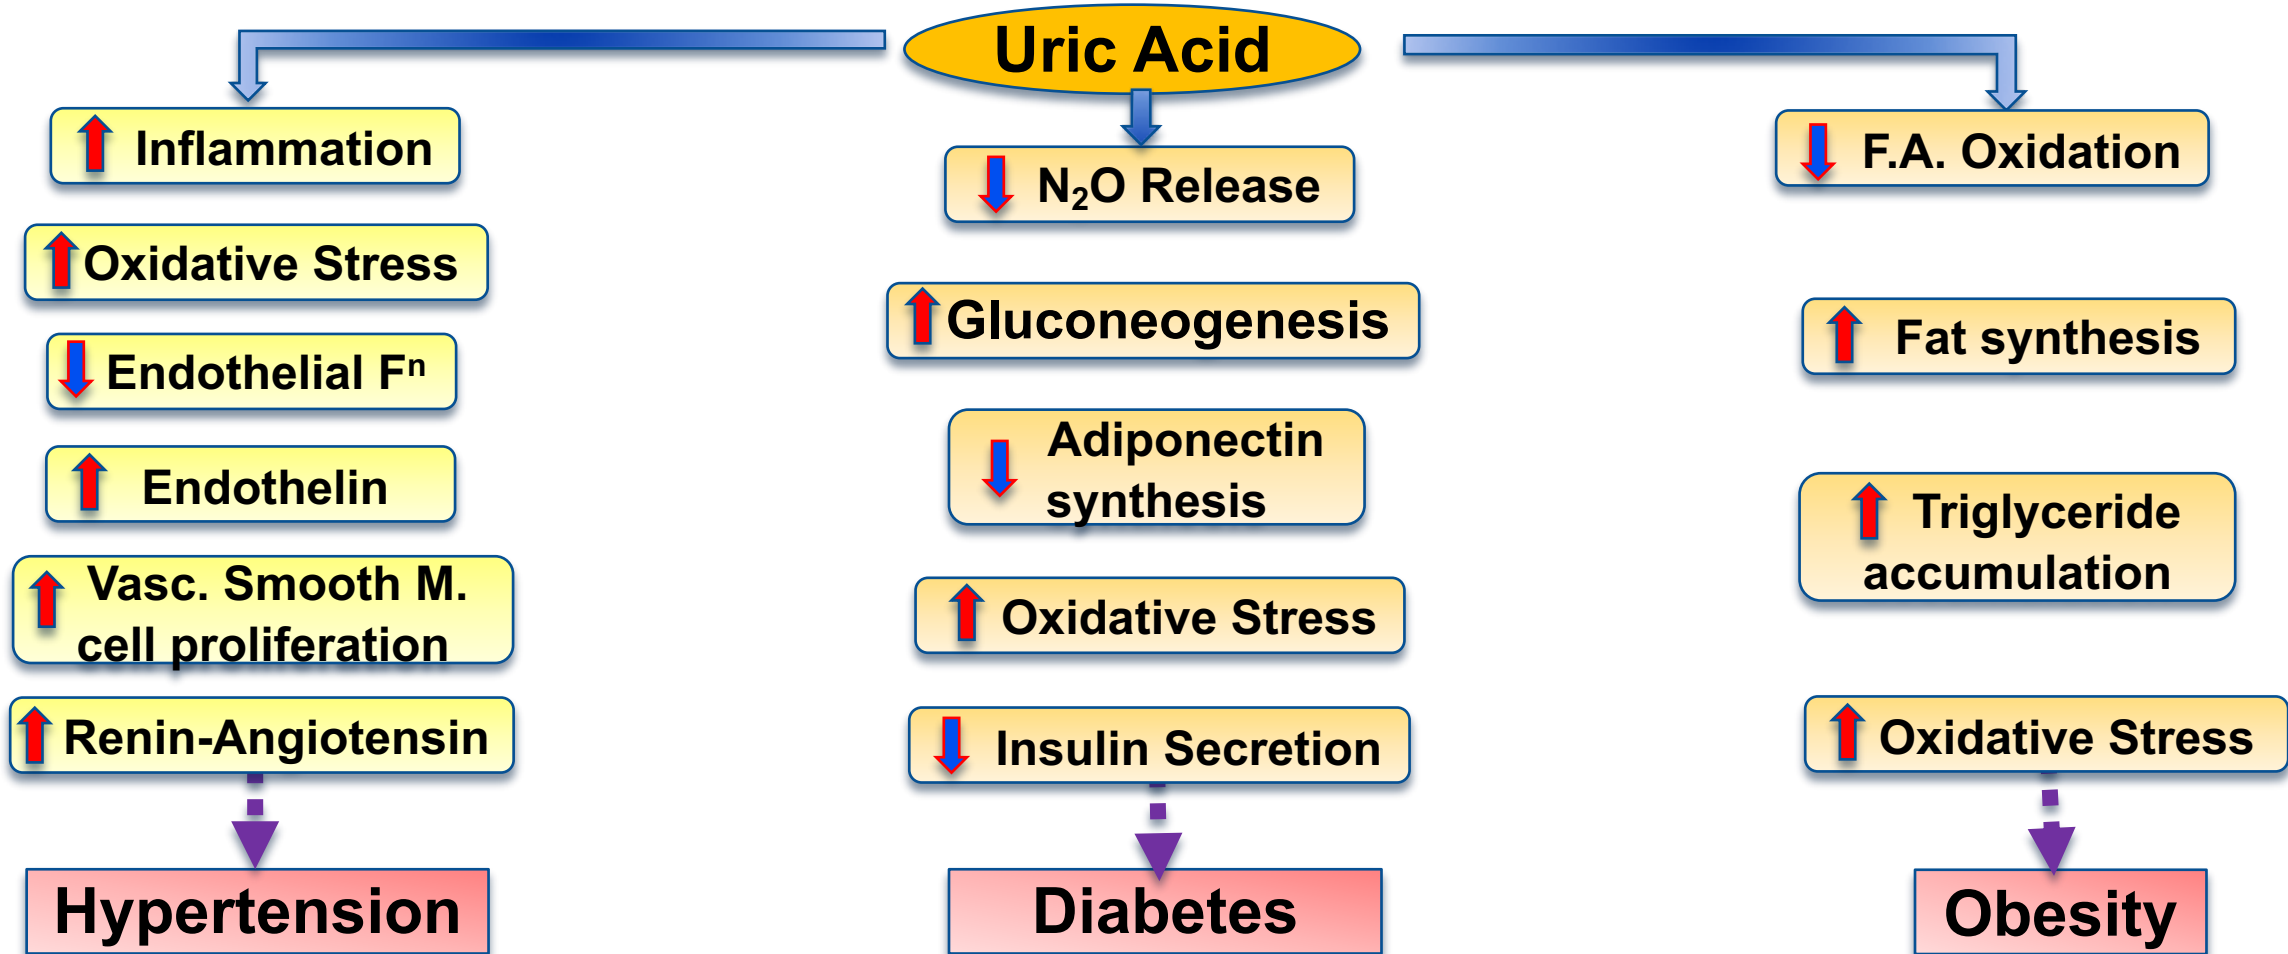 Uric Acid
Inflammation
Oxidative Stress
Endothelial Fⁿ
Endothelin
Vasc. Smooth M.
cell proliferation
Renin-Angiotensin
Hypertension
N₂O Release
Gluconeogenesis
Adiponectin
synthesis
Oxidative Stress
Insulin Secretion
Diabetes
F.A. Oxidation
Fat synthesis
Triglyceride
accumulation
Oxidative Stress
Obesity